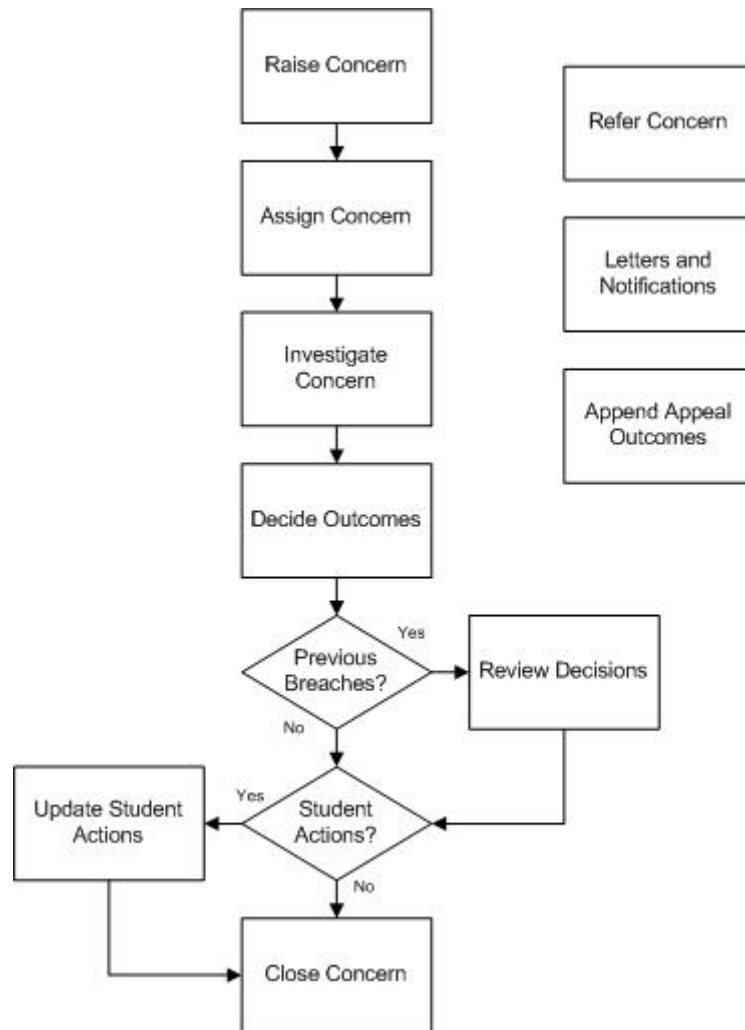 Raise Concern
Refer Concern
Assign Concern
Letters and
Notifications
Investigate
Concern
Append Appeal
Outcomes
Decide Outcomes
Yes
Previous
Breaches?
Review Decisions
No
Yes
Update Student
Actions
Student
Actions?
No
Close Concern